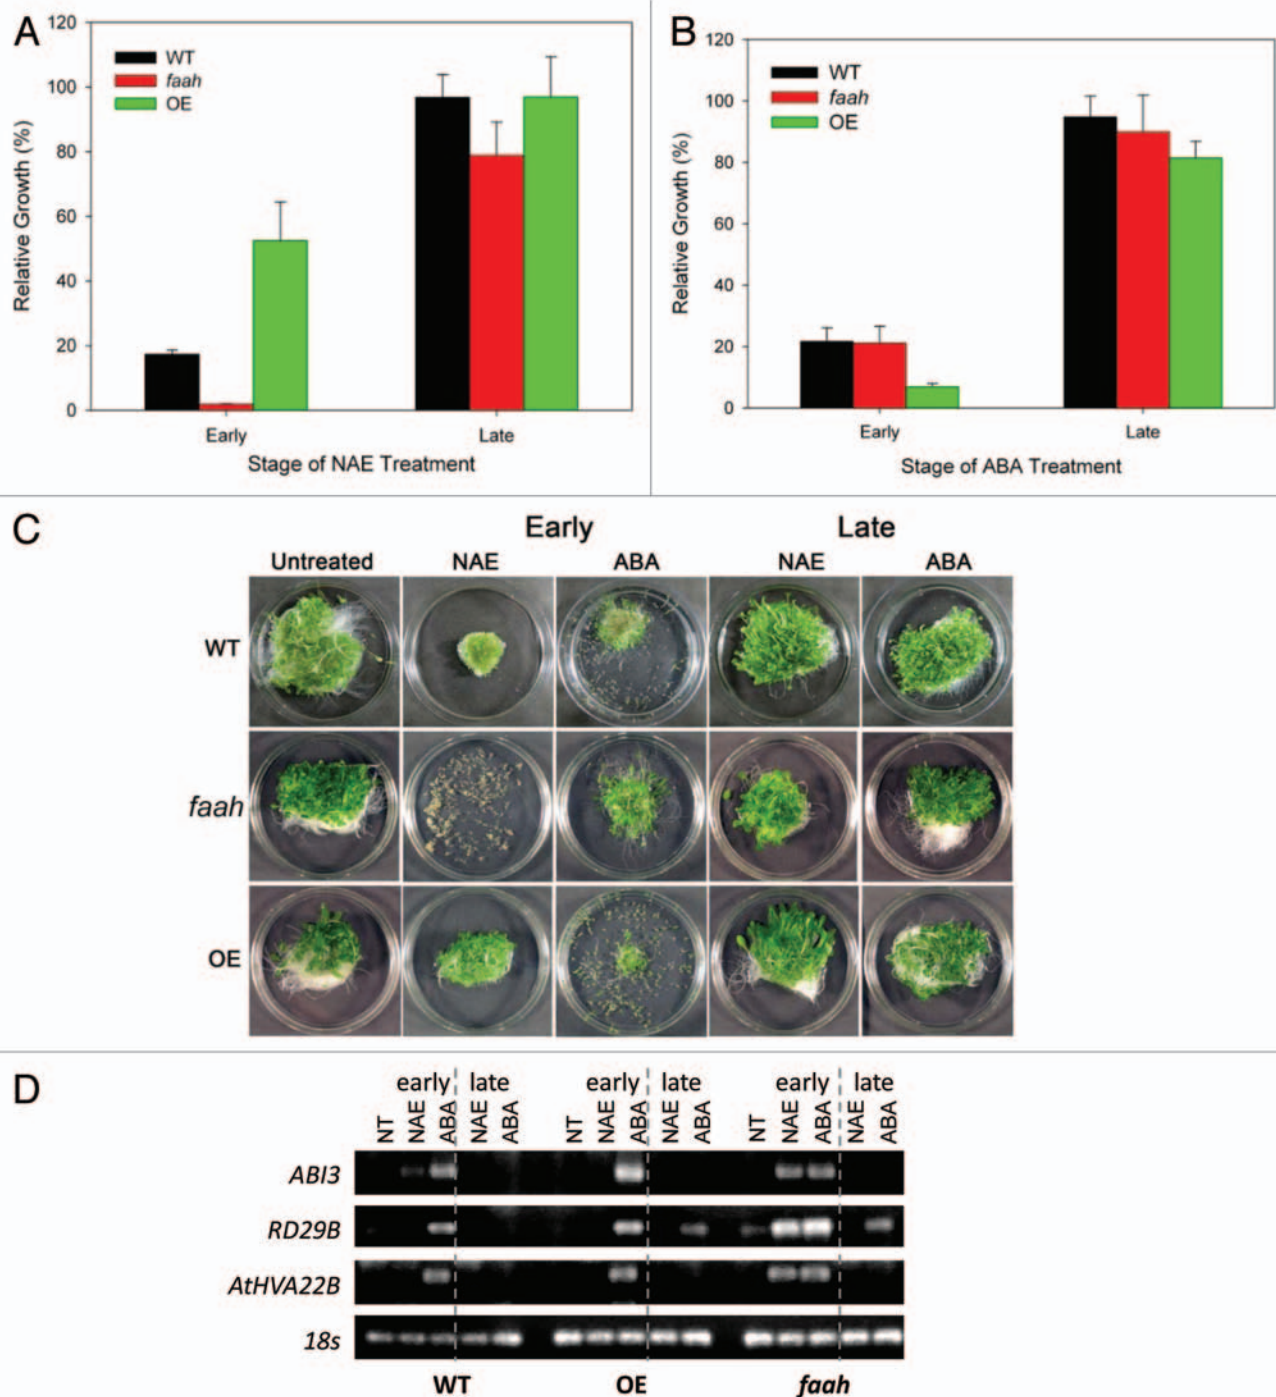 A
120
100
80
60
40
20
0
Relative Growth (%)
WT
faah
OE
Early Late
Stage of NAE Treatment
B
120
100
80
60
40
20
0
Relative Growth (%)
WT
faah
OE
Early Late
Stage of ABA Treatment
C
Early Late
Untreated NAE ABA NAE ABA
WT
faah
OE
D
early late early late early late
NT NAE ABA NAE ABA NT NAE ABA NAE ABA NT NAE ABA NAE ABA
ABI3
RD29B
AtHVA22B
18s
WT OE faah